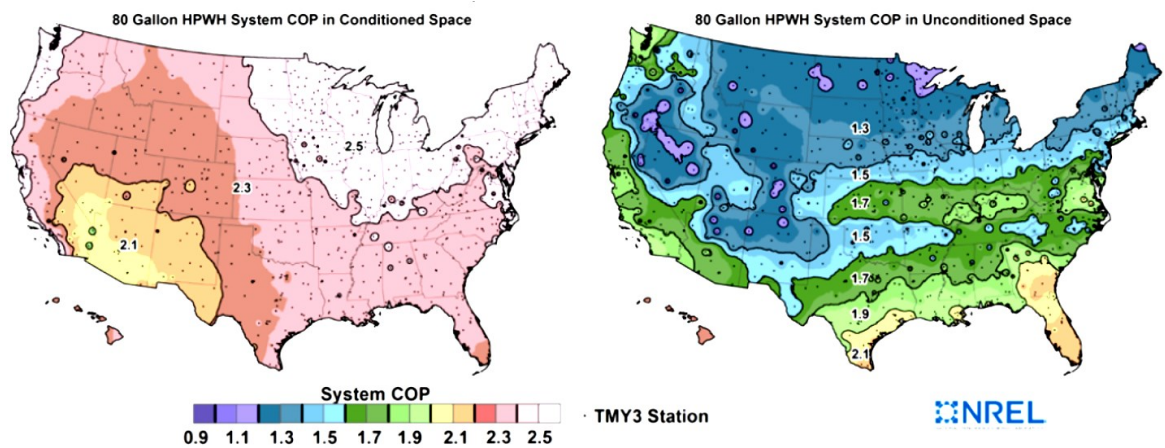 80 Gallon HPWH System COP in Conditioned Space
80 Gallon HPWH System COP in Unconditioned Space
2.5
2.3
2.1
1.3
1.5
1.7
1.5
1.7
1.9
2.1
System COP
0.9 1.1 1.3 1.5 1.7 1.9 2.1 2.3 2.5
· TMY3 Station
NREL